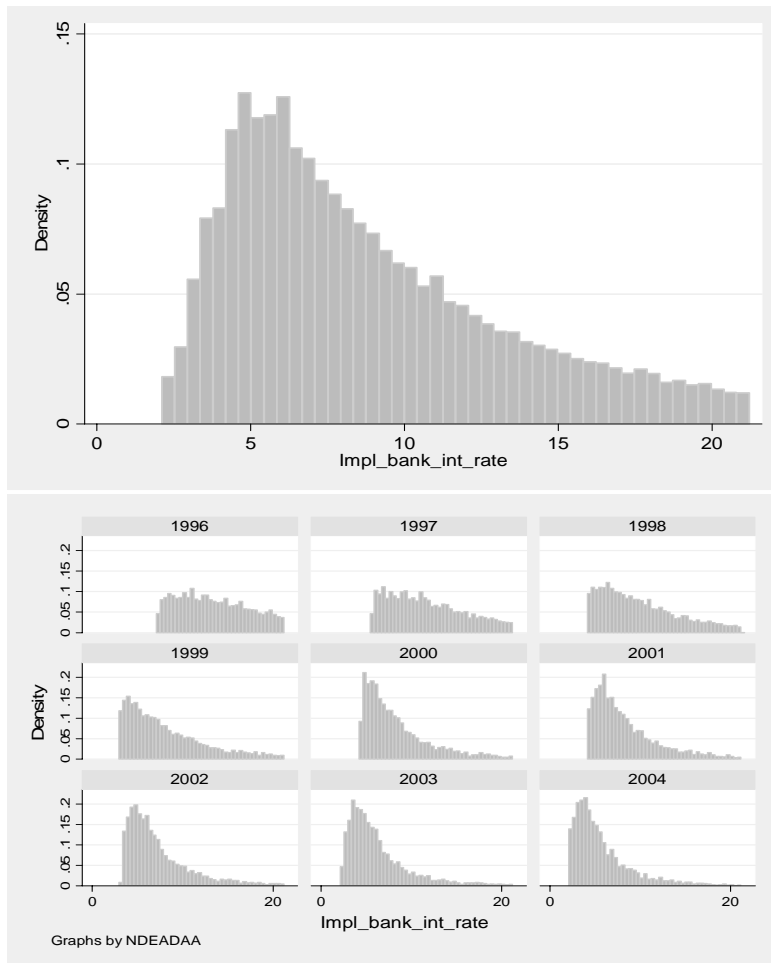 .15
.1
.05
0
Density
0 5 10 15 20
Impl_bank_int_rate
1996 1997 1998
0 .05 .1 .15 .2
1999 2000 2001
0 .05 .1 .15 .2
2002 2003 2004
0 .05 .1 .15 .2
Density
0 20 0 20 0 20
Impl_bank_int_rate
Graphs by NDEADAA